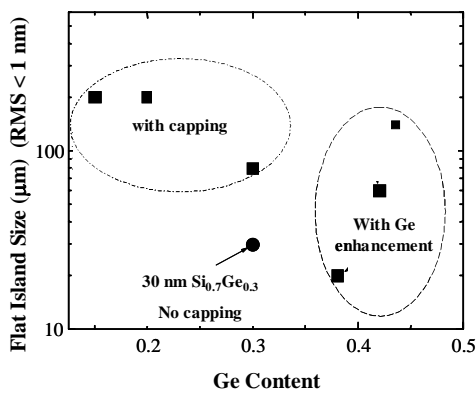 Flat Island Size (μm) (RMS < 1 nm)
100
10
with capping
With Ge
enhancement
30 nm Si₀.₇Ge₀.₃
No capping
0.2
0.3
0.4
0.5
Ge Content